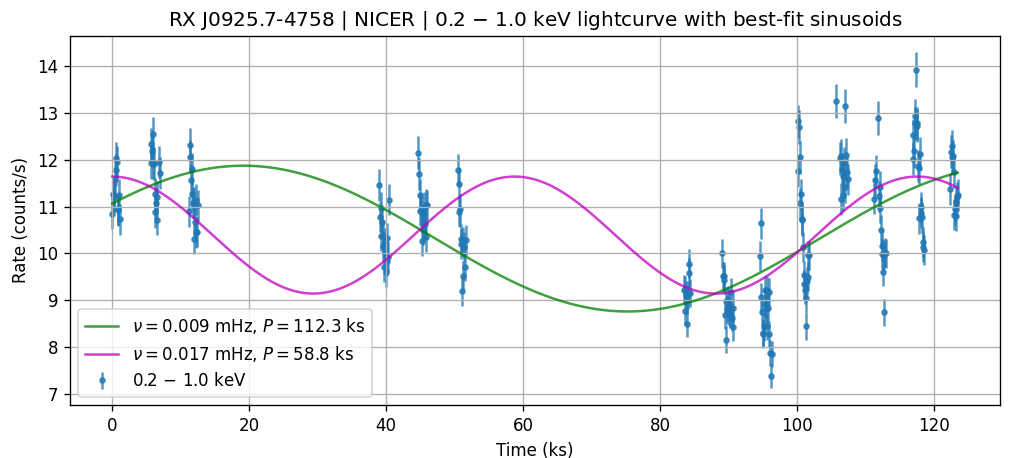 RX J0925.7-4758 | NICER | 0.2 − 1.0 keV lightcurve with best-fit sinusoids
Rate (counts/s)
14
13
12
11
10
9
8
7
ν = 0.009 mHz, P = 112.3 ks
ν = 0.017 mHz, P = 58.8 ks
0.2 − 1.0 keV
0 20 40 60 80 100 120
Time (ks)